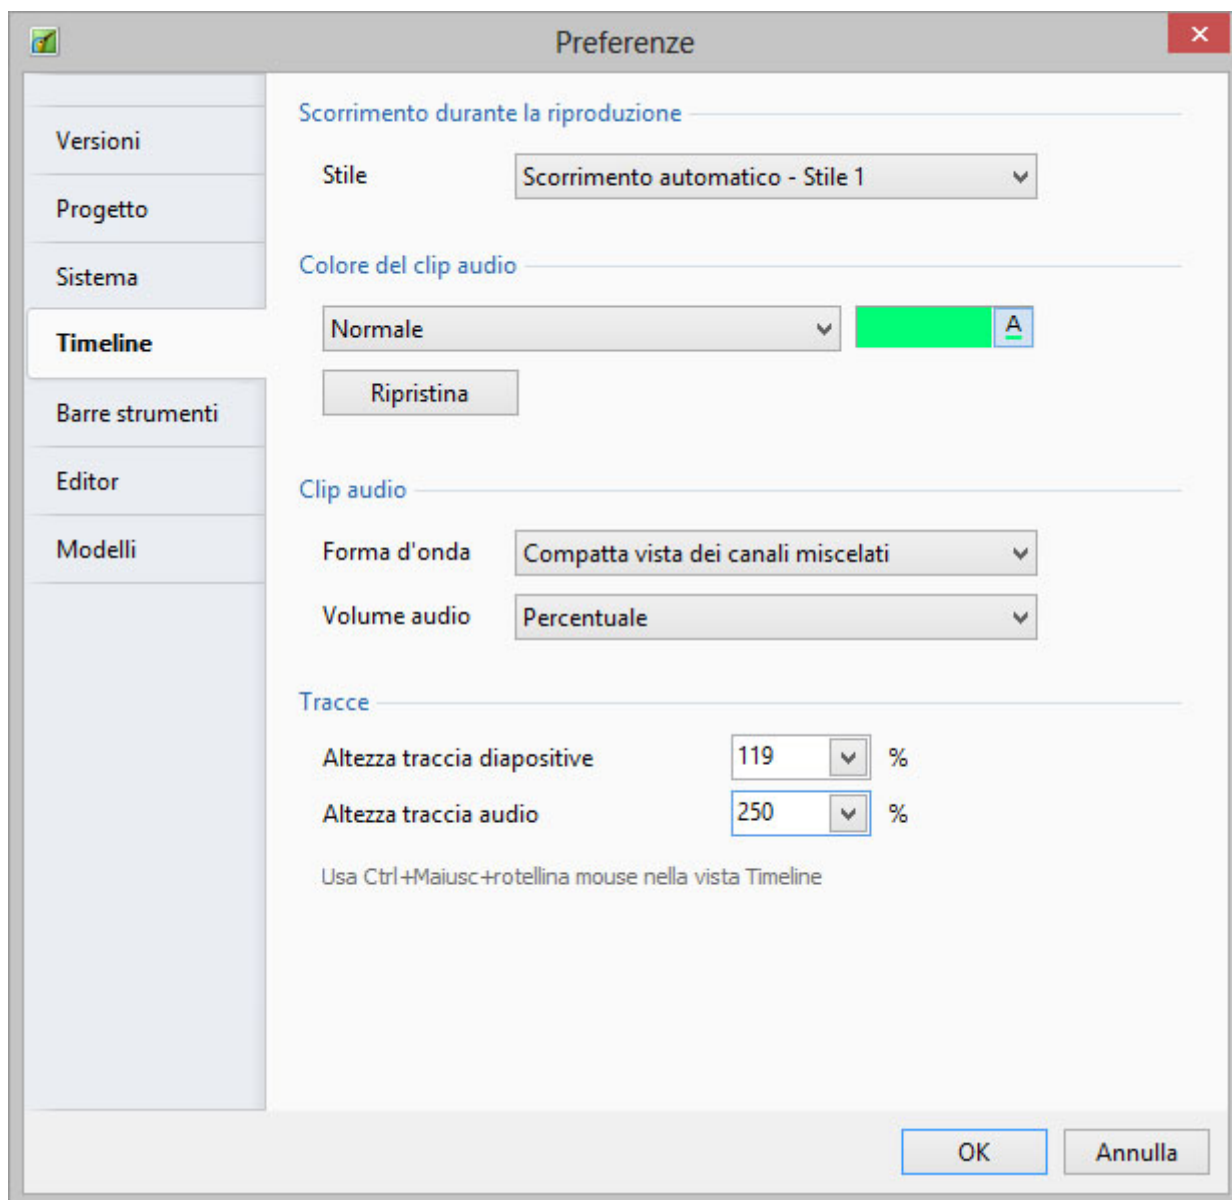 Preferenze
Versioni
Progetto
Sistema
Timeline
Barre strumenti
Editor
Modelli
Scorrimento durante la riproduzione
Stile Scorrimento automatico - Stile 1
Colore del clip audio
Normale A
Ripristina
Clip audio
Forma d'onda Compatta vista dei canali miscelati
Volume audio Percentuale
Tracce
Altezza traccia diapositive 119 %
Altezza traccia audio 250 %
Usa Ctrl+Maiusc+rotellina mouse nella vista Timeline
OK Annulla